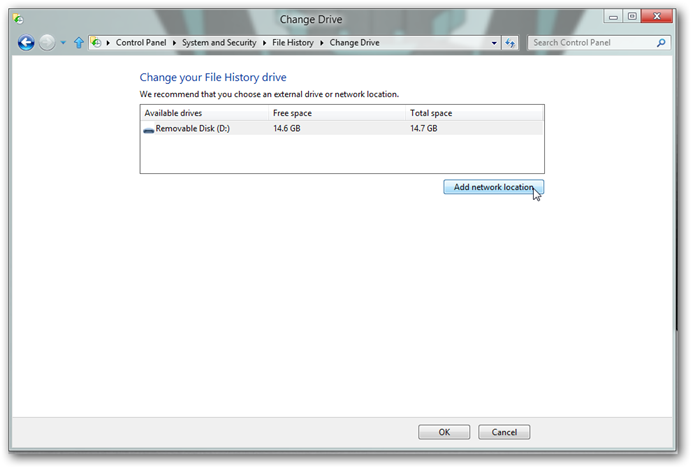 Change Drive
Control Panel System and Security File History Change Drive Search Control Panel
Change your File History drive
We recommend that you choose an external drive or network location.
Available drives Free space Total space
Removable Disk (D:) 14.6 GB 14.7 GB
Add network location
OK Cancel